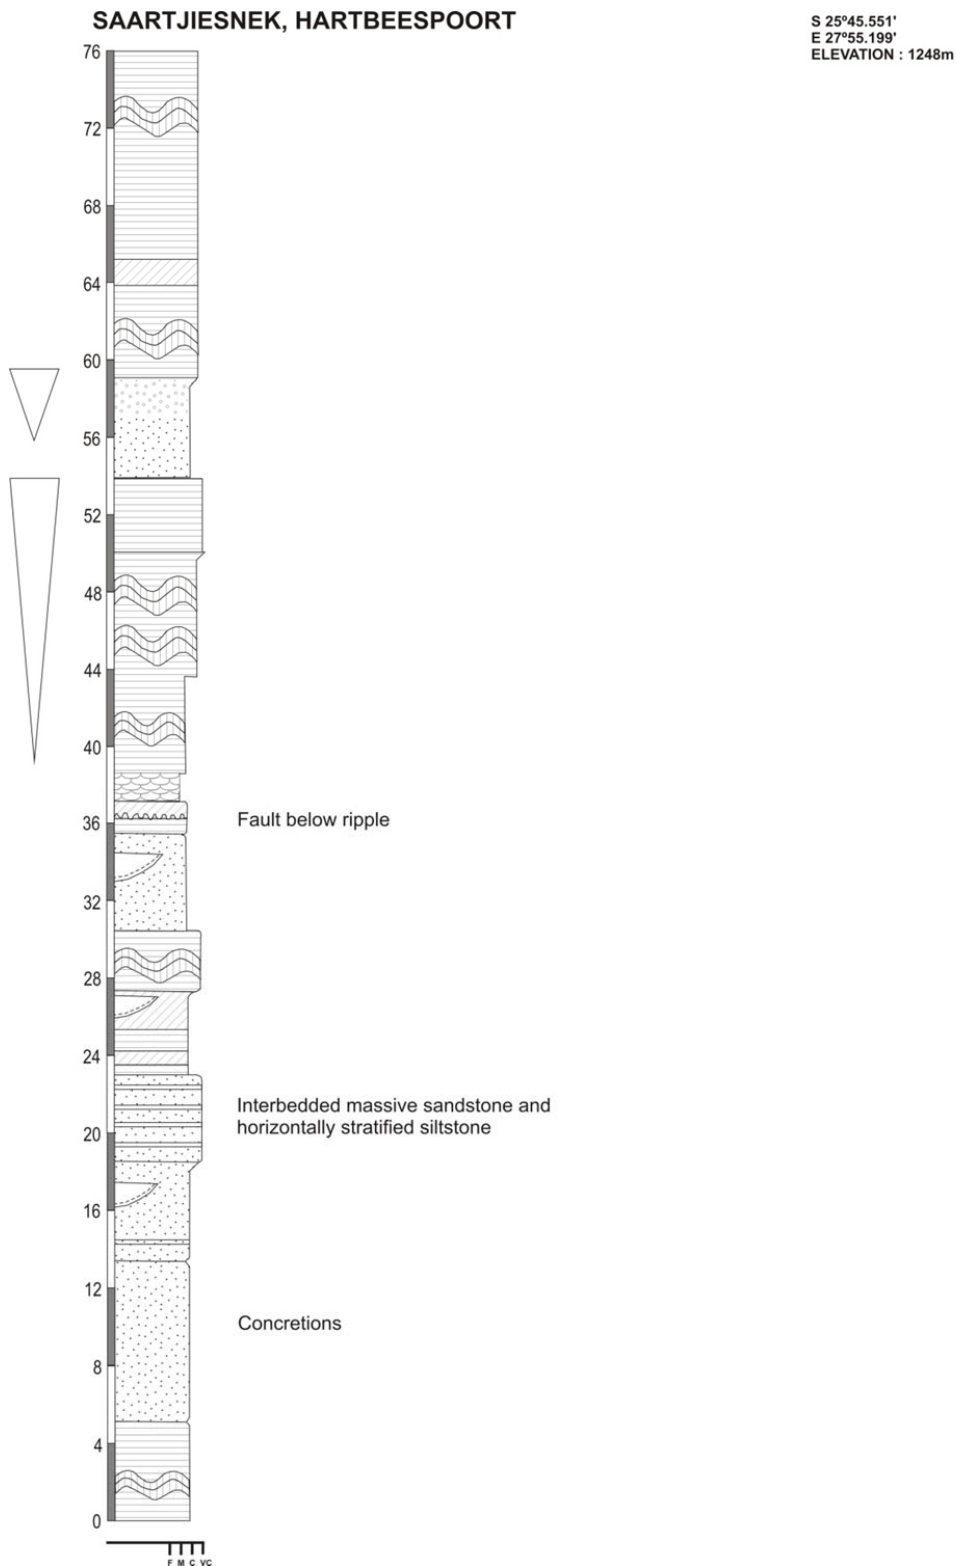 SAARTJIESNEK, HARTBEESPOORT
S 25º45.551'
E 27º55.199'
ELEVATION : 1248m
76
72
68
64
60
56
52
48
44
40
36
Fault below ripple
32
28
24
Interbedded massive sandstone and
horizontally stratified siltstone
20
16
12
Concretions
8
4
0
F M C VC